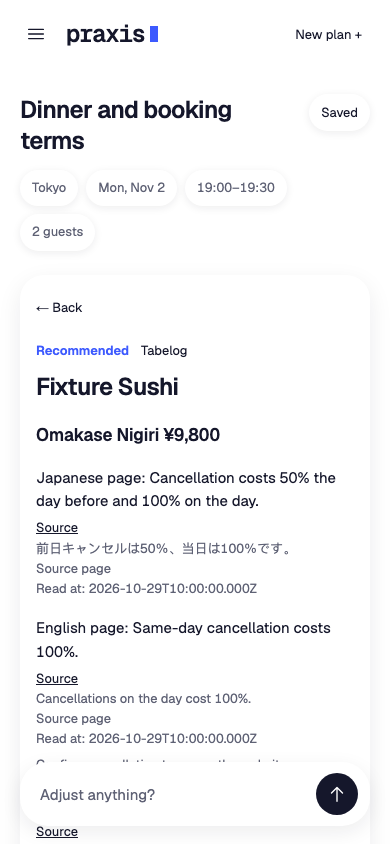 praxis
New plan +
Dinner and booking
terms
Saved
Tokyo
Mon, Nov 2
19:00–19:30
2 guests
← Back
Recommended
Tabelog
Fixture Sushi
Omakase Nigiri ¥9,800
Japanese page: Cancellation costs 50% the
day before and 100% on the day.
Source
前日キャンセルは50%、当日は100%です。
Source page
Read at: 2026-10-29T10:00:00.000Z
English page: Same-day cancellation costs
100%.
Source
Cancellations on the day cost 100%.
Source page
Read at: 2026-10-29T10:00:00.000Z
Adjust anything?
Source